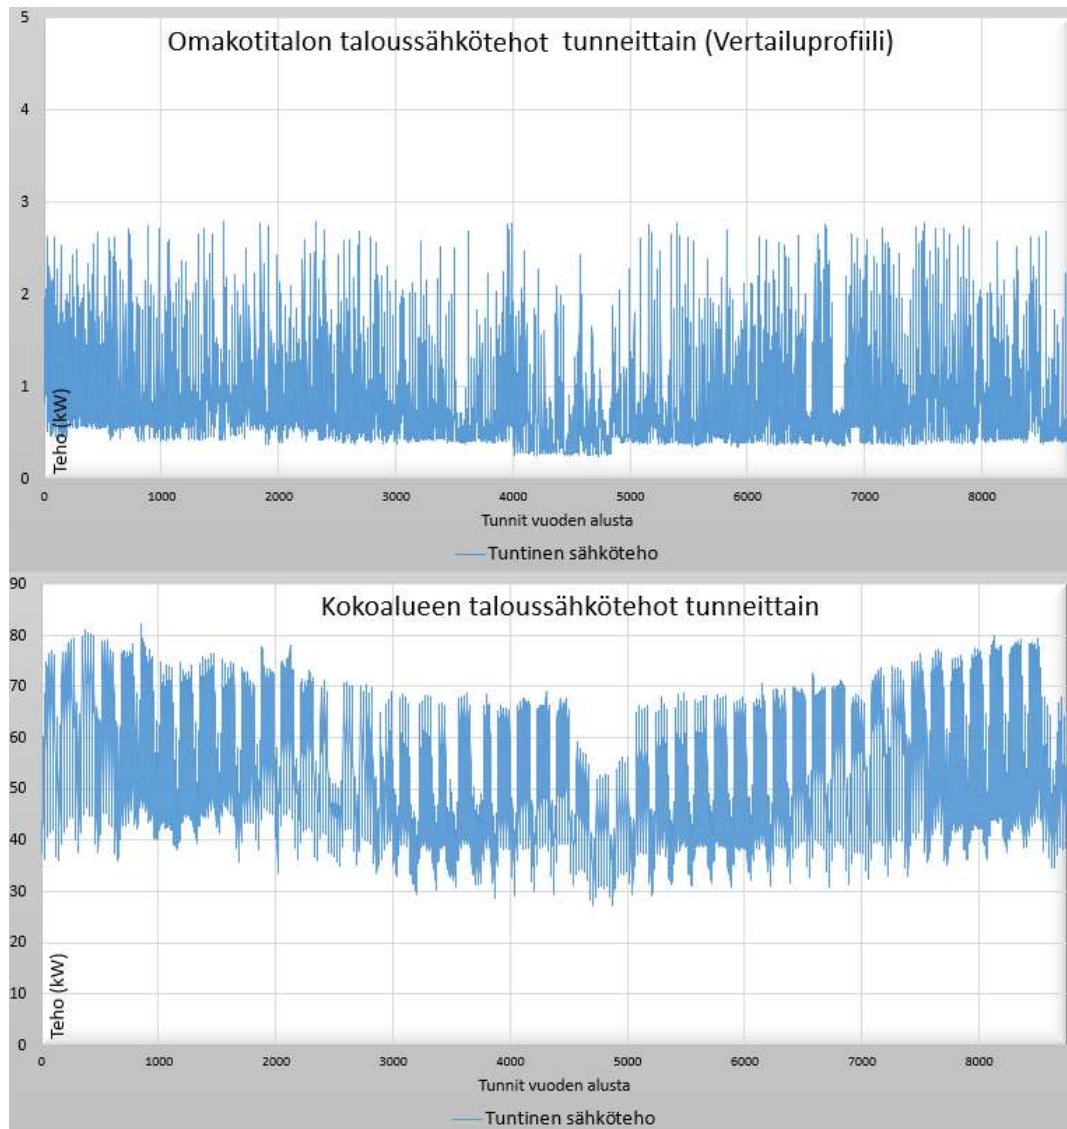 Omakotitalon taloussähkötehot tunneittain (Vertailuprofiili)
5
4
3
2
1
0
Teho (kW)
0 1000 2000 3000 4000 5000 6000 7000 8000
Tunnit vuoden alusta
Tuntinen sähköteho
Kokoalueen taloussähkötehot tunneittain
90
80
70
60
50
40
30
20
10
0
Teho (kW)
0 1000 2000 3000 4000 5000 6000 7000 8000
Tunnit vuoden alusta
Tuntinen sähköteho